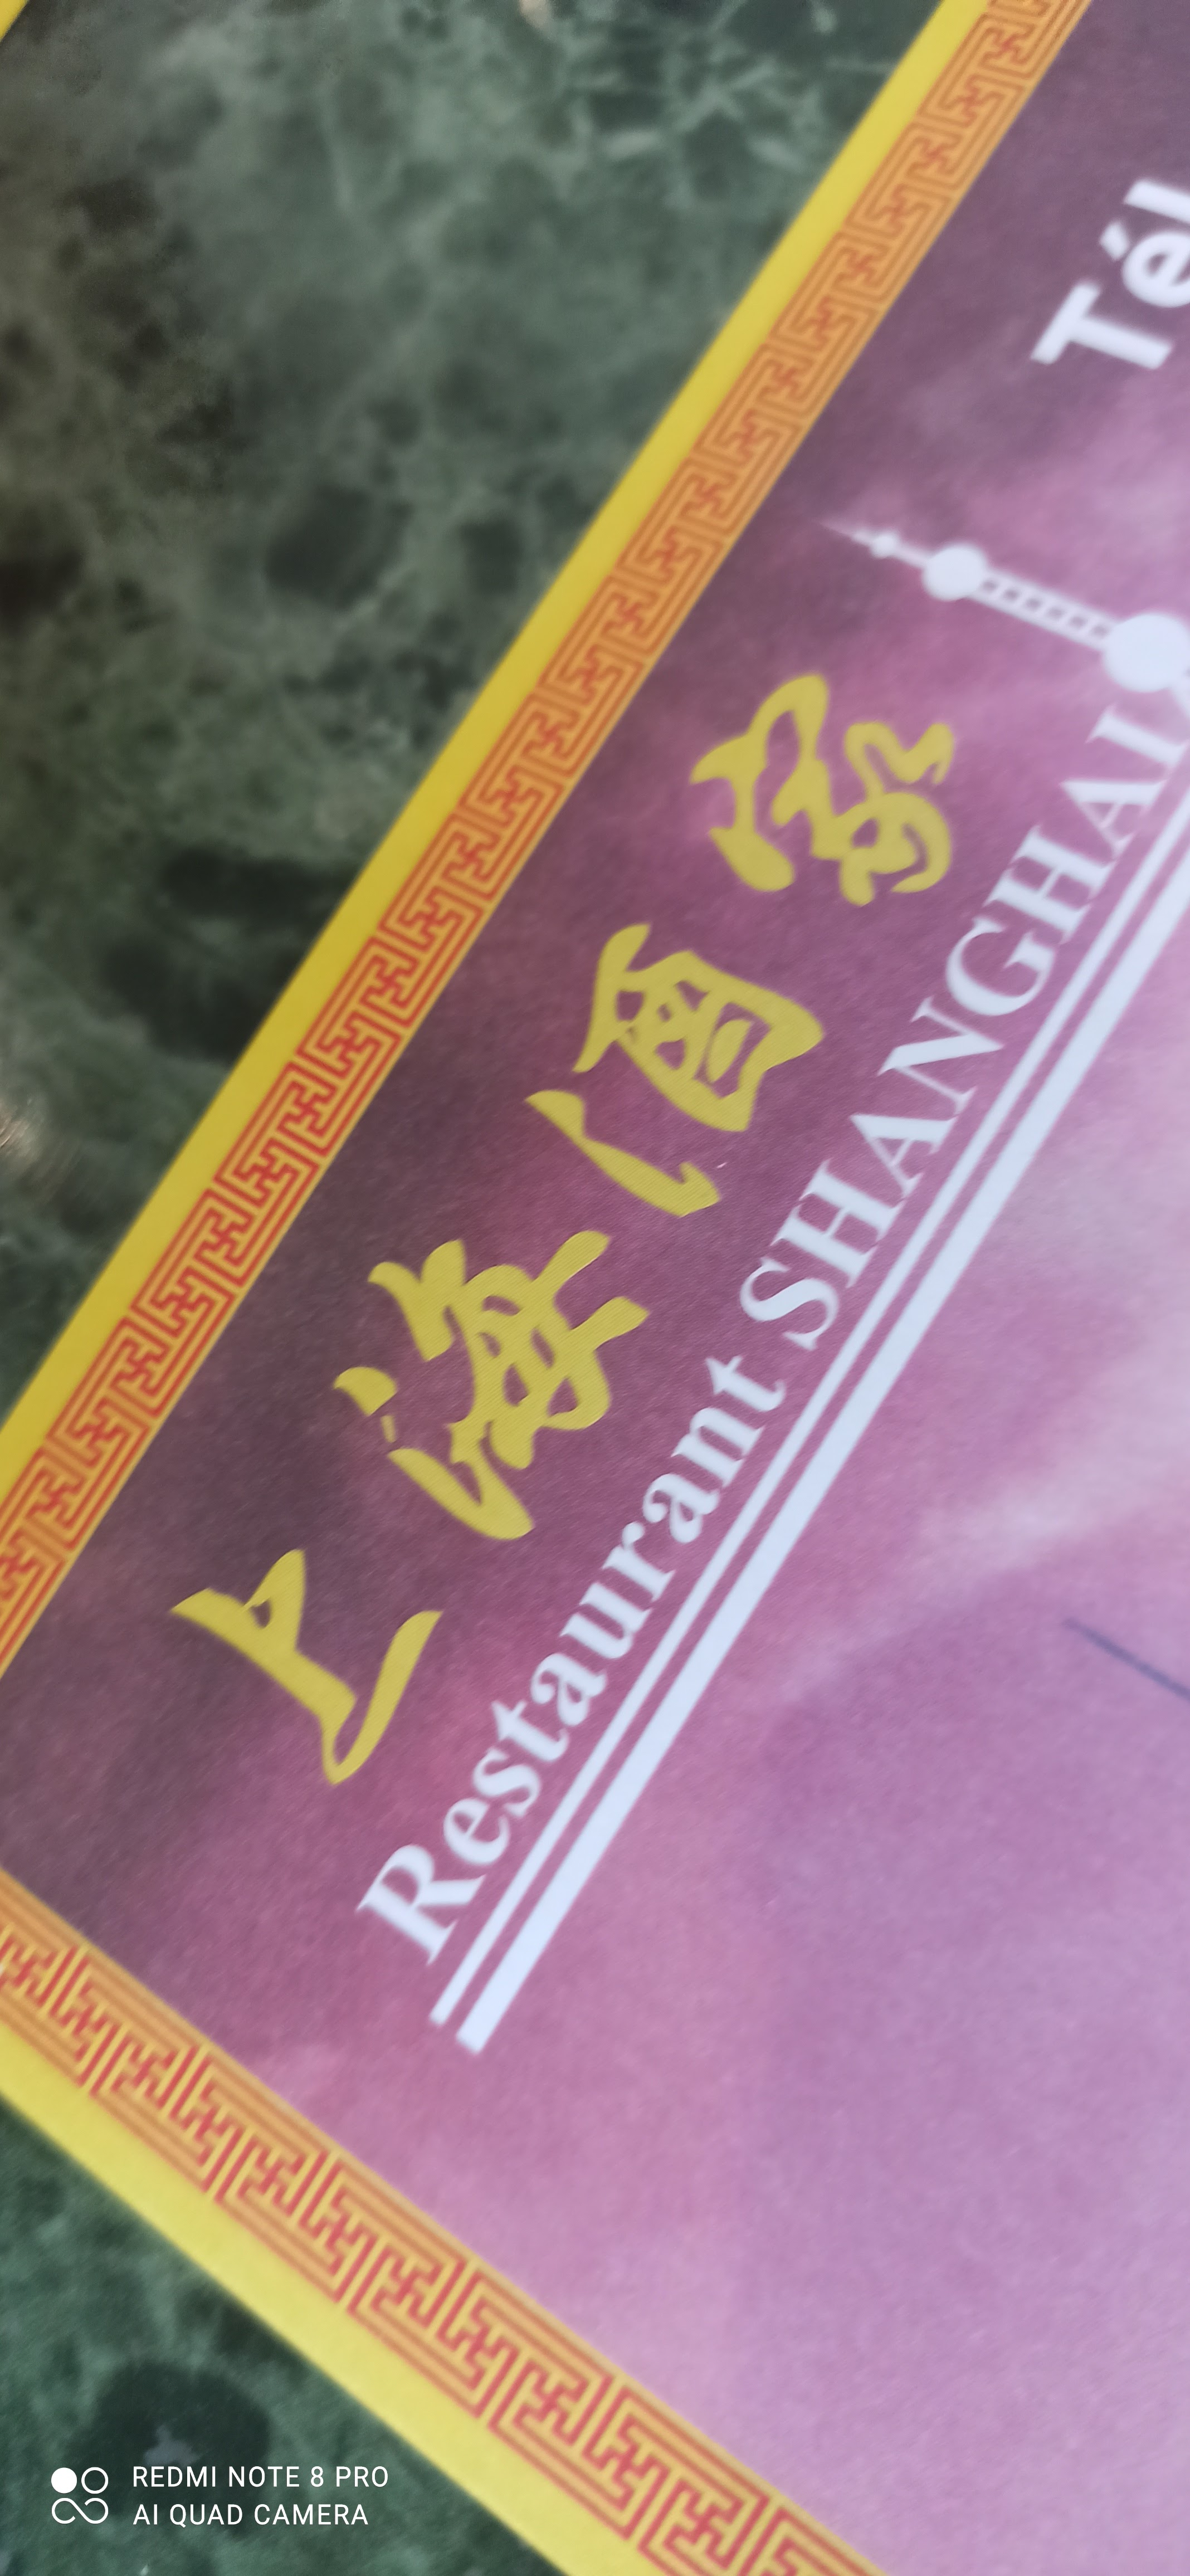 上海酒家
Restaurant SHANGHAI
Tél
REDMI NOTE 8 PRO
AI QUAD CAMERA